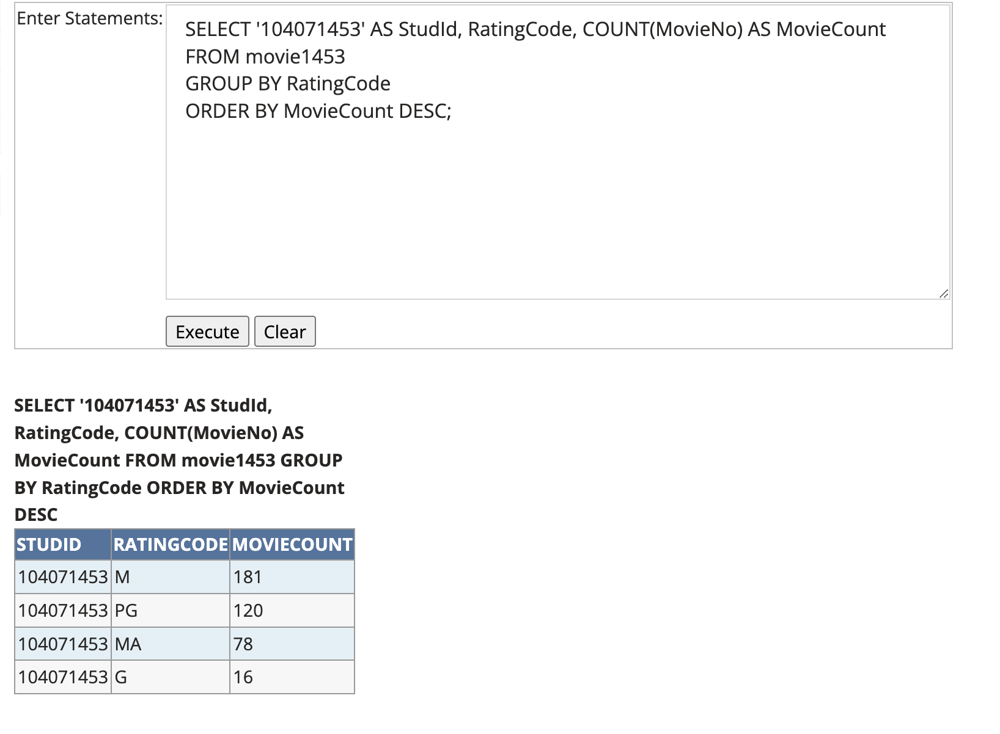 Enter Statements:
SELECT '104071453' AS StudId, RatingCode, COUNT(MovieNo) AS MovieCount
FROM movie1453
GROUP BY RatingCode
ORDER BY MovieCount DESC;
Execute Clear
SELECT '104071453' AS StudId,
RatingCode, COUNT(MovieNo) AS
MovieCount FROM movie1453 GROUP
BY RatingCode ORDER BY MovieCount
DESC
STUDID RATINGCODE MOVIECOUNT
104071453 M 181
104071453 PG 120
104071453 MA 78
104071453 G 16